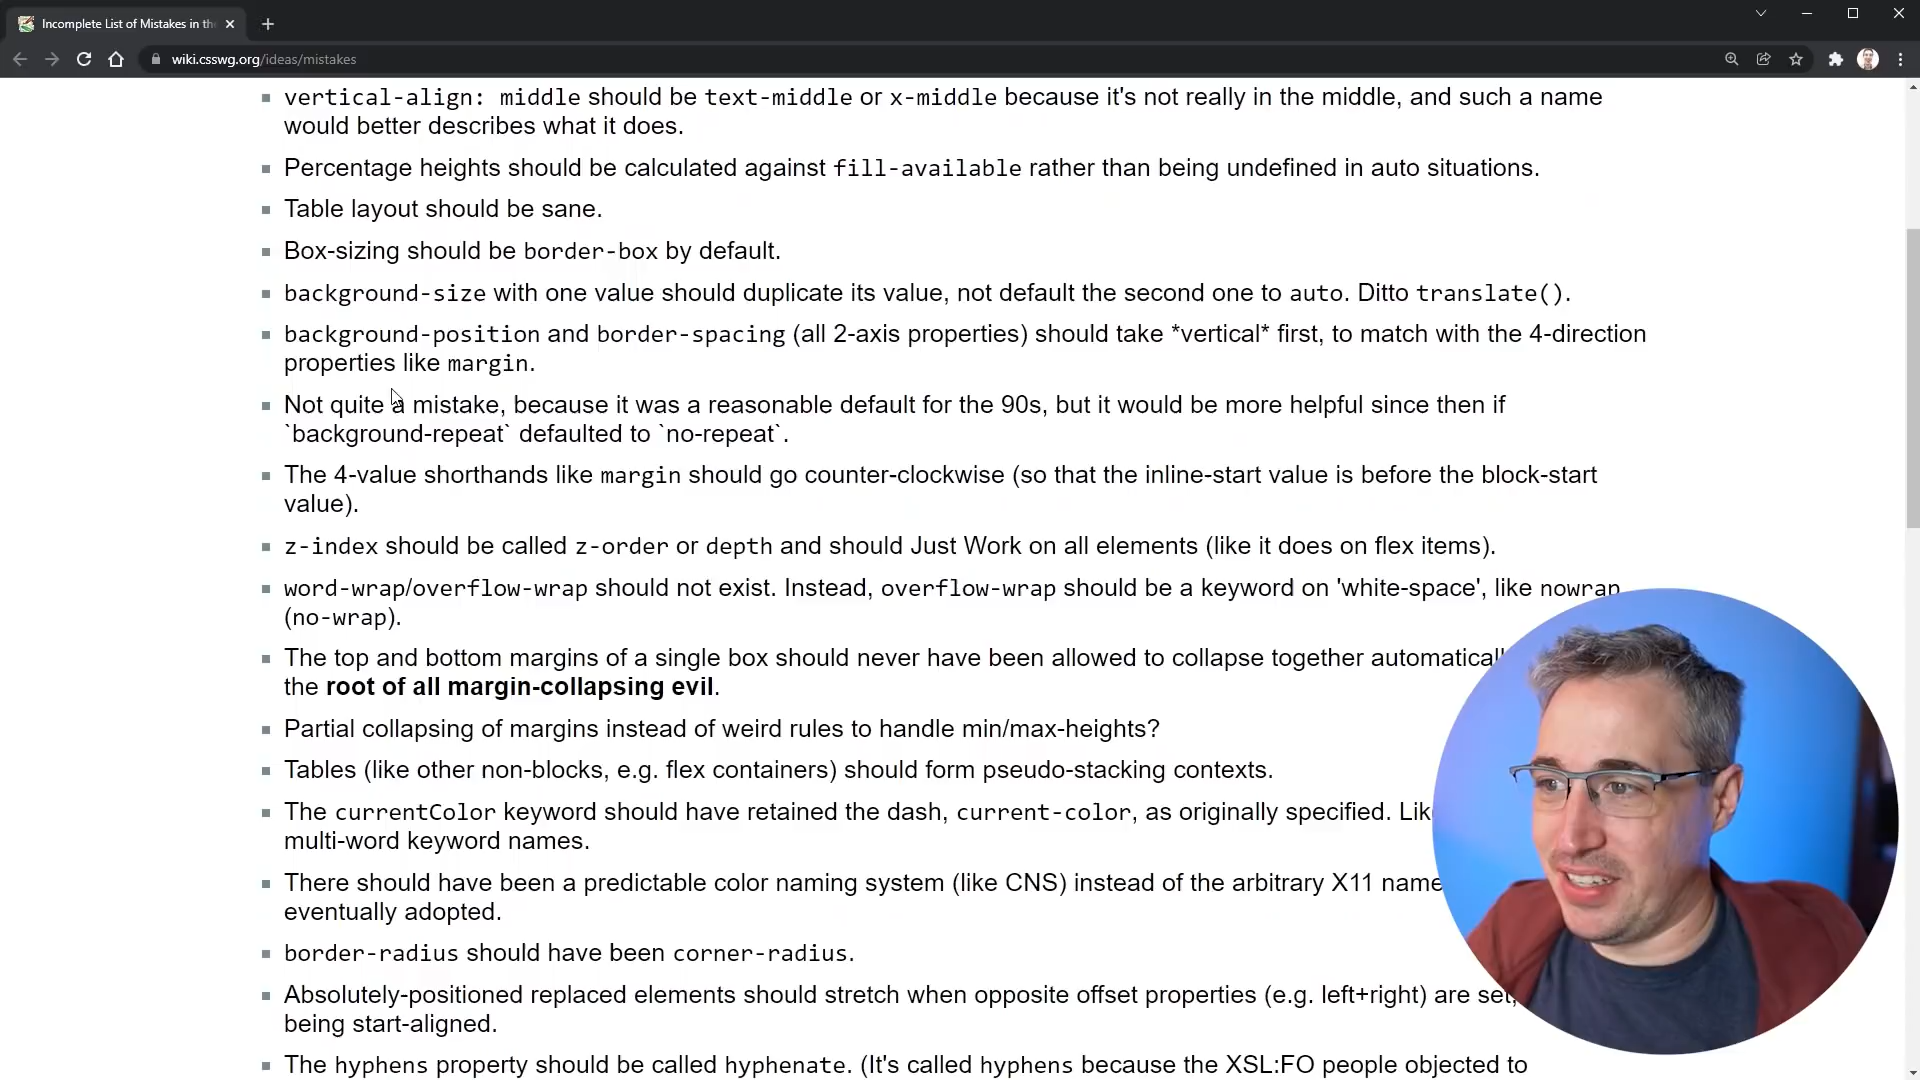 Incomplete List of Mistakes in the
wiki.csswg.org/ideas/mistakes
vertical-align: middle should be text-middle or x-middle because it's not really in the middle, and such a name
would better describes what it does.
Percentage heights should be calculated against fill-available rather than being undefined in auto situations.
Table layout should be sane.
Box-sizing should be border-box by default.
background-size with one value should duplicate its value, not default the second one to auto. Ditto translate().
background-position and border-spacing (all 2-axis properties) should take *vertical* first, to match with the 4-direction
properties like margin.
Not quite a mistake, because it was a reasonable default for the 90s, but it would be more helpful since then if
`background-repeat` defaulted to `no-repeat`.
The 4-value shorthands like margin should go counter-clockwise (so that the inline-start value is before the block-start
value).
z-index should be called z-order or depth and should Just Work on all elements (like it does on flex items).
word-wrap/overflow-wrap should not exist. Instead, overflow-wrap should be a keyword on 'white-space', like nowrap
(no-wrap).
The top and bottom margins of a single box should never have been allowed to collapse together automatical
the root of all margin-collapsing evil.
Partial collapsing of margins instead of weird rules to handle min/max-heights?
Tables (like other non-blocks, e.g. flex containers) should form pseudo-stacking contexts.
The currentColor keyword should have retained the dash, current-color, as originally specified. Lik
multi-word keyword names.
There should have been a predictable color naming system (like CNS) instead of the arbitrary X11 name
eventually adopted.
border-radius should have been corner-radius.
Absolutely-positioned replaced elements should stretch when opposite offset properties (e.g. left+right) are set,
being start-aligned.
The hyphens property should be called hyphenate. (It's called hyphens because the XSL:FO people objected to